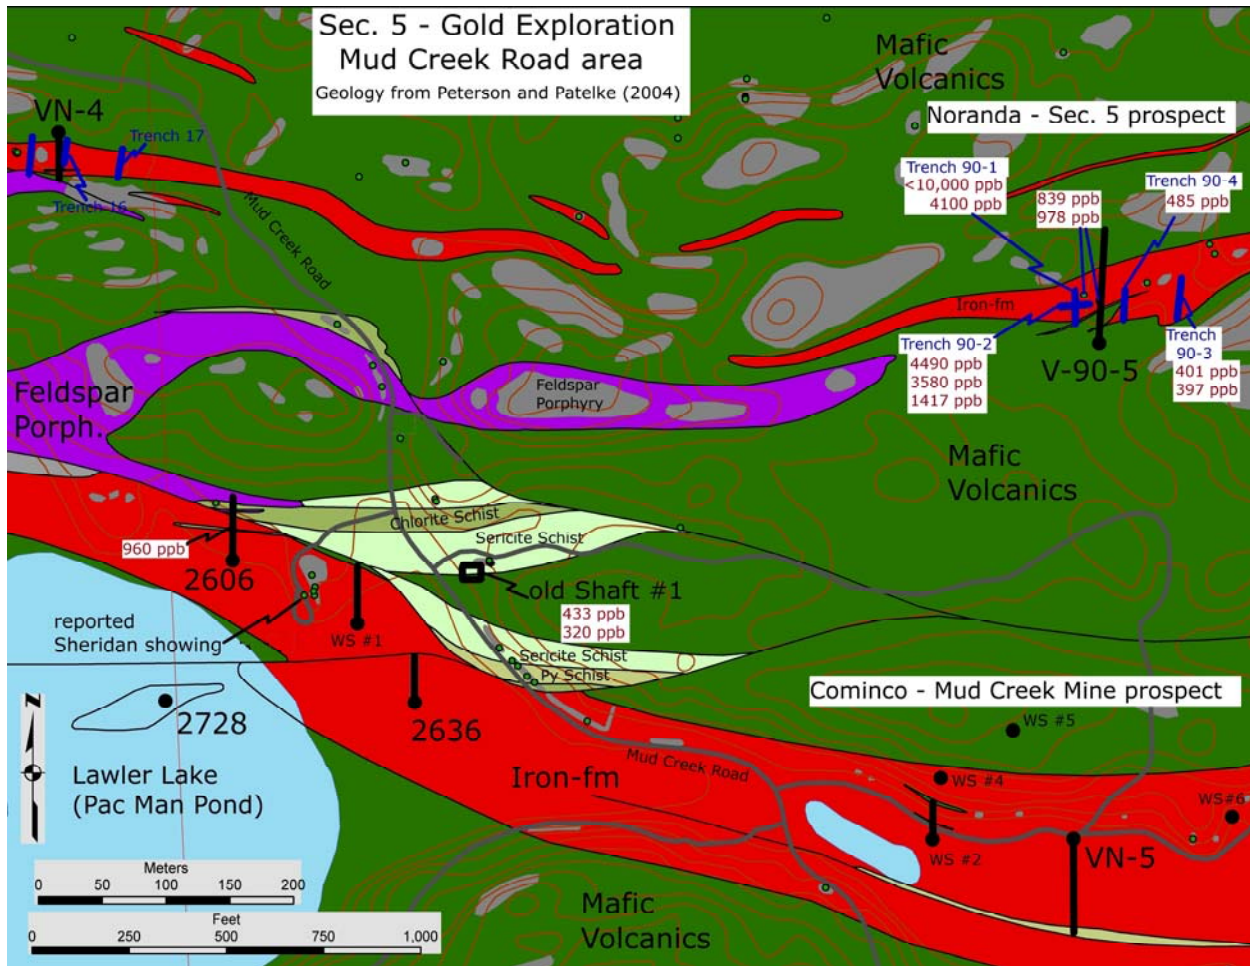 Sec. 5 - Gold Exploration
Mud Creek Road area
Geology from Peterson and Patelke (2004)
Mafic
Volcanics
Noranda - Sec. 5 prospect
VN-4
Trench 17
Trench 16
Mud Creek Road
Trench 90-1
<10,000 ppb
4100 ppb
839 ppb
978 ppb
Trench 90-4
485 ppb
Iron-fm
Trench 90-2
4490 ppb
3580 ppb
1417 ppb
V-90-5
Trench
90-3
401 ppb
397 ppb
Feldspar
Porph.
Feldspar
Porphyry
Mafic
Volcanics
Chlorite Schist
Sericite Schist
960 ppb
2606
old Shaft #1
433 ppb
320 ppb
reported
Sheridan showing
WS #1
Sericite Schist
Py Schist
Cominco - Mud Creek Mine prospect
2728
2636
WS #5
Mud Creek Road
Iron-fm
WS #4
WS#6
N
Lawler Lake
(Pac Man Pond)
WS #2
VN-5
Meters
0 50 100 150 200
Feet
0 250 500 750 1,000
Mafic
Volcanics